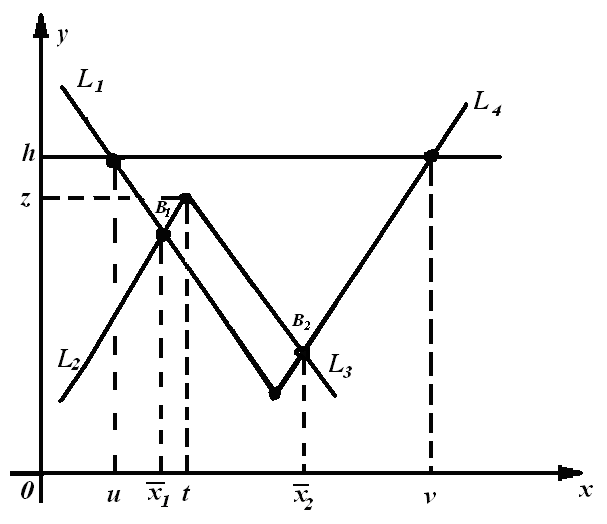 y
L₁
L₄
h
z
B₁
B₂
L₂
L₃
0 u x̅₁ t x̅₂ v x